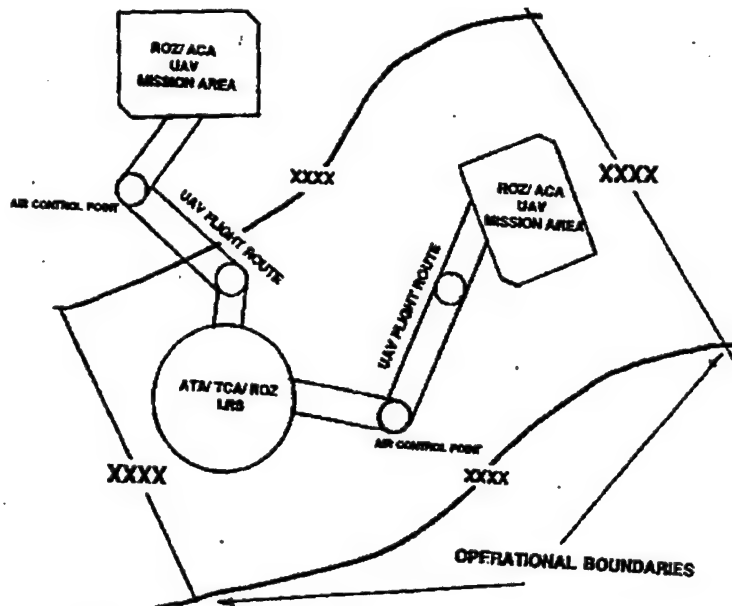 ROZ/ ACA
UAV
MISSION AREA
XXXX
XXXX
ROZ/ ACA
UAV
MISSION AREA
AIR CONTROL POINT
UAV FLIGHT ROUTE
UAV FLIGHT ROUTE
ATA/ TCA/ ROZ
LRS
AIR CONTROL POINT
XXXX
XXXX
OPERATIONAL BOUNDARIES